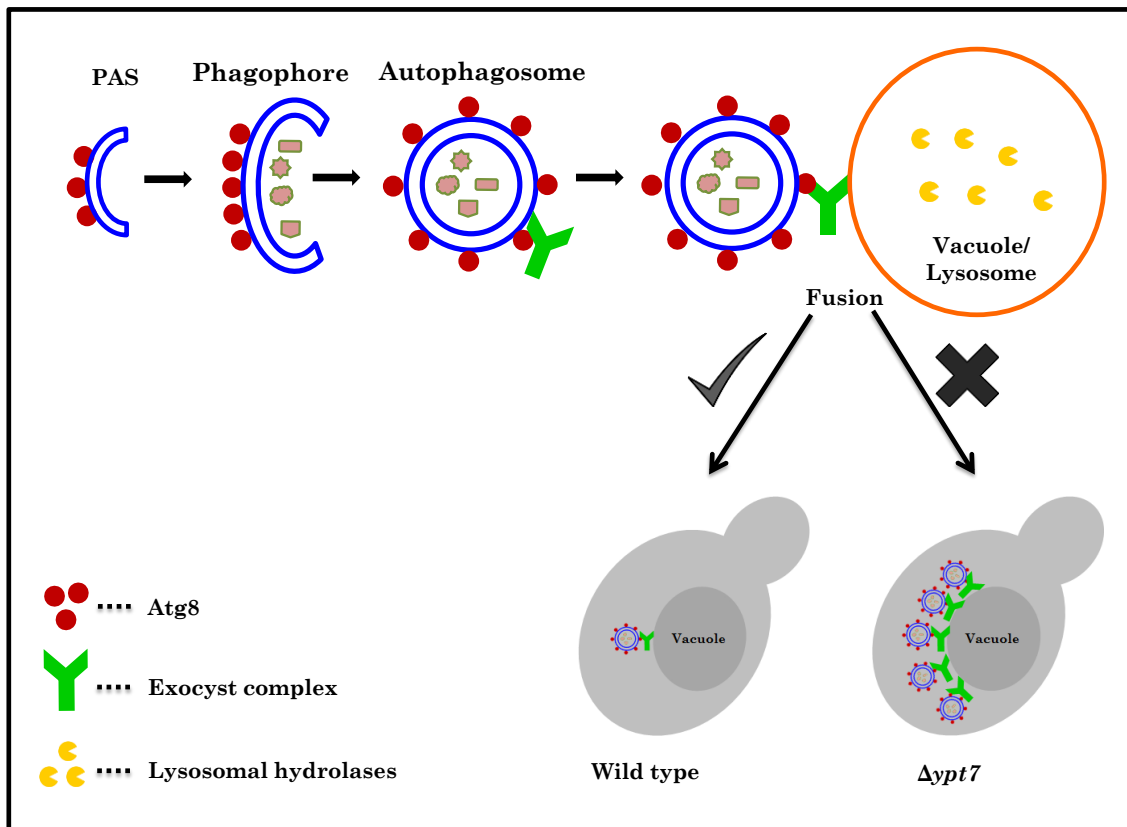 PAS
Phagophore
Autophagosome
Vacuole/
Lysosome
Fusion
Vacuole
Vacuole
Atg8
Exocyst complex
Lysosomal hydrolases
Wild type
Δypt7